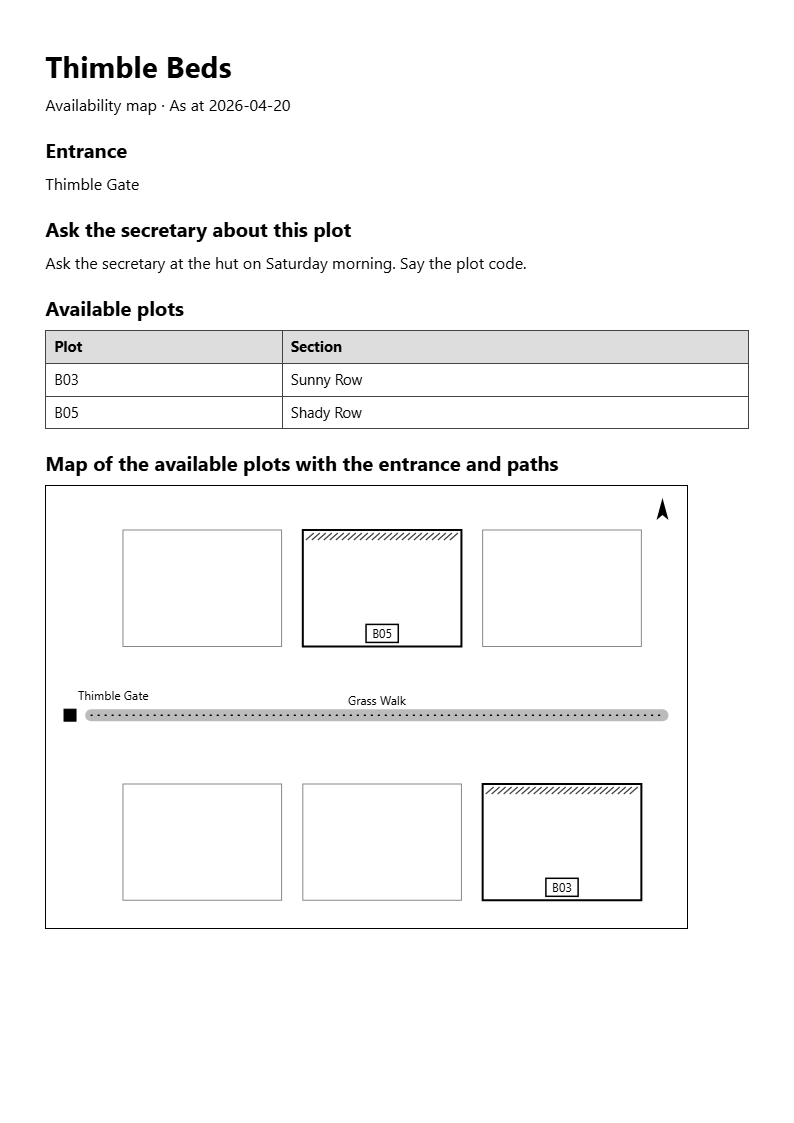 Thimble Beds
Availability map · As at 2026-04-20
Entrance
Thimble Gate
Ask the secretary about this plot
Ask the secretary at the hut on Saturday morning. Say the plot code.
Available plots
Plot Section
B03 Sunny Row
B05 Shady Row
Map of the available plots with the entrance and paths
B05
Thimble Gate
Grass Walk
B03